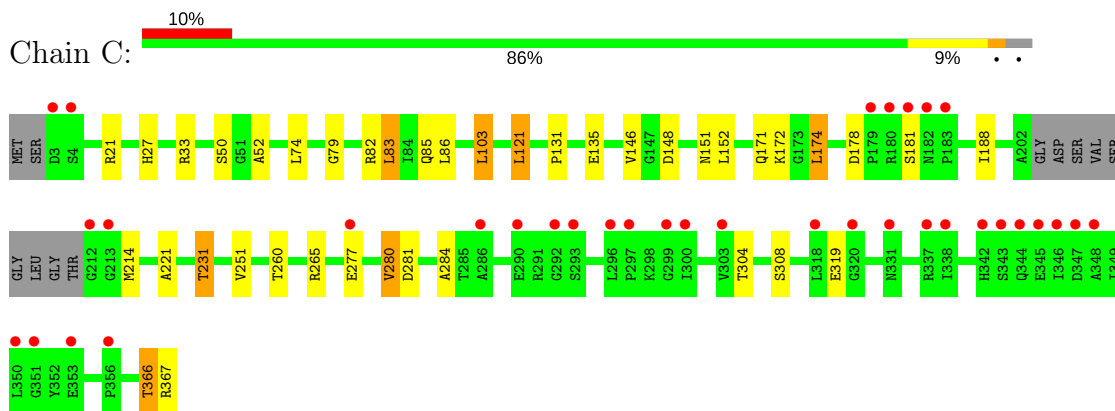 10%
Chain C:
86% 9% • •
MET SER D3 S4 R21 H27 R33 S50 G51 A52 L74 G79 R82 L83 I84 Q85 L86 L103 L121 P131 E135 V146 G147 D148 N151 L152 Q171 K172 G173 L174 D178 P179 R180 S181 N182 P183 I188 A202 GLY ASP SER VAL SER
GLY LEU GLY THR G212 G213 M214 A221 T231 V251 T260 R265 E277 V280 D281 A284 T285 A286 E290 R291 G292 S293 L296 P297 K298 G299 I300 V303 T304 S308 L318 E319 G320 N331 R337 I338 H342 S343 Q344 E345 I346 D347 A348 I349
L350 G351 Y352 E353 P356 T366 R367